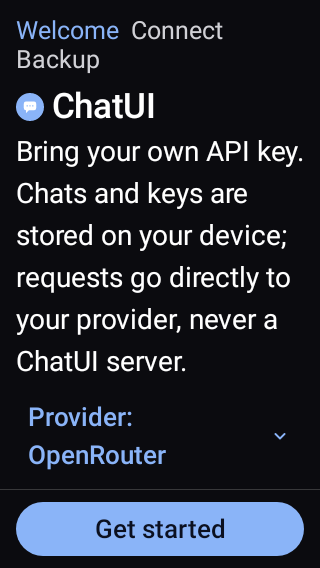 Welcome Connect
Backup
ChatUI
Bring your own API key.
Chats and keys are
stored on your device;
requests go directly to
your provider, never a
ChatUI server.
Provider:
OpenRouter
Get started